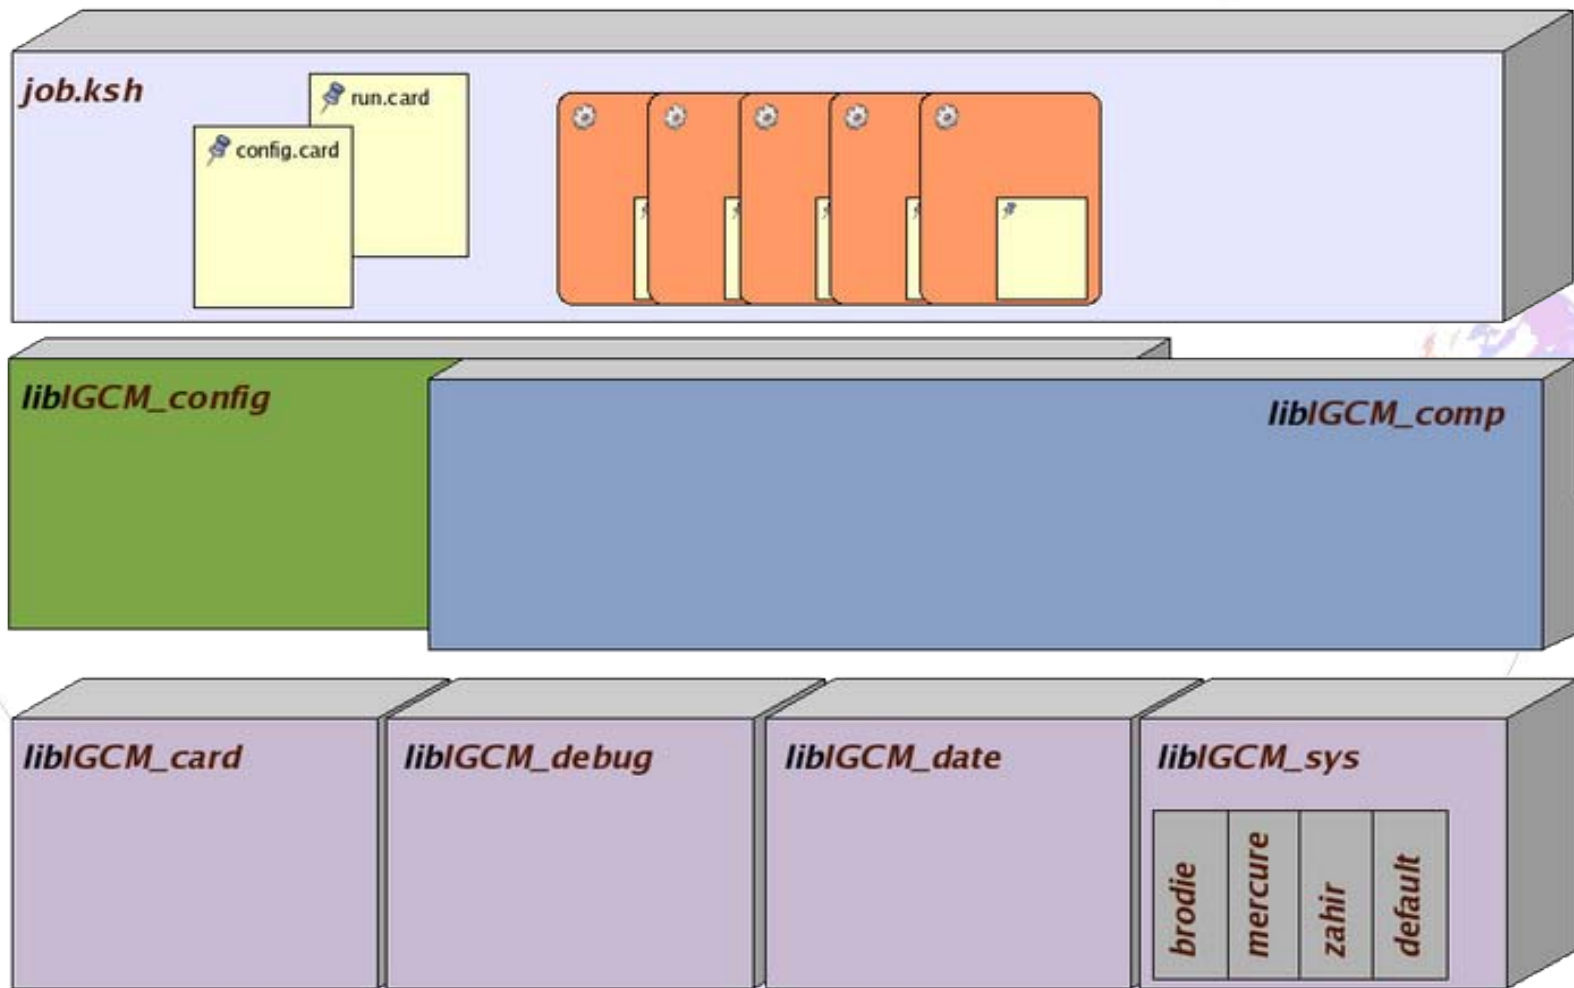 job.ksh
run.card
config.card
libIGCM_config
libIGCM_comp
libIGCM_card
libIGCM_debug
libIGCM_date
libIGCM_sys
brodie
mercure
zahir
default